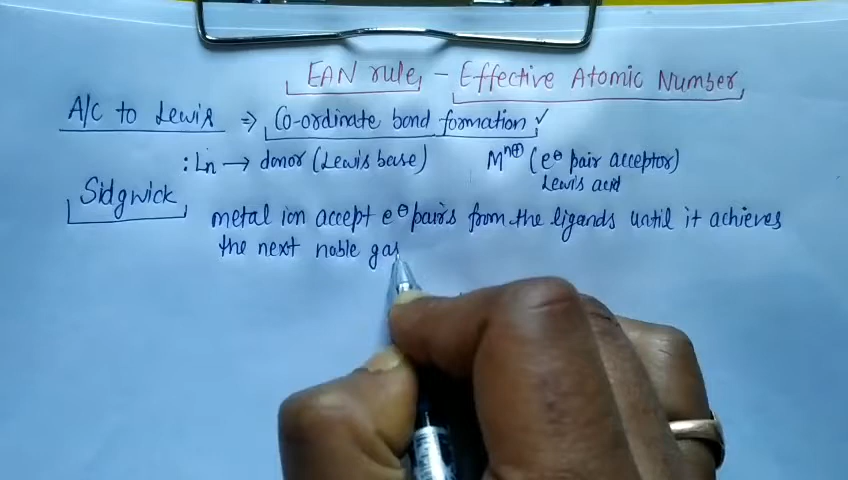 EAN rule - Effective Atomic Number
A/c to Lewis ⇒ Co-ordinate bond formation ✓
:Ln → donor (Lewis base) Mⁿ⊕ (e⊖ pair acceptor)
Lewis acid
Sidgwick
metal ion accept e⊖ pairs from the ligands until it achieves
the next noble gas